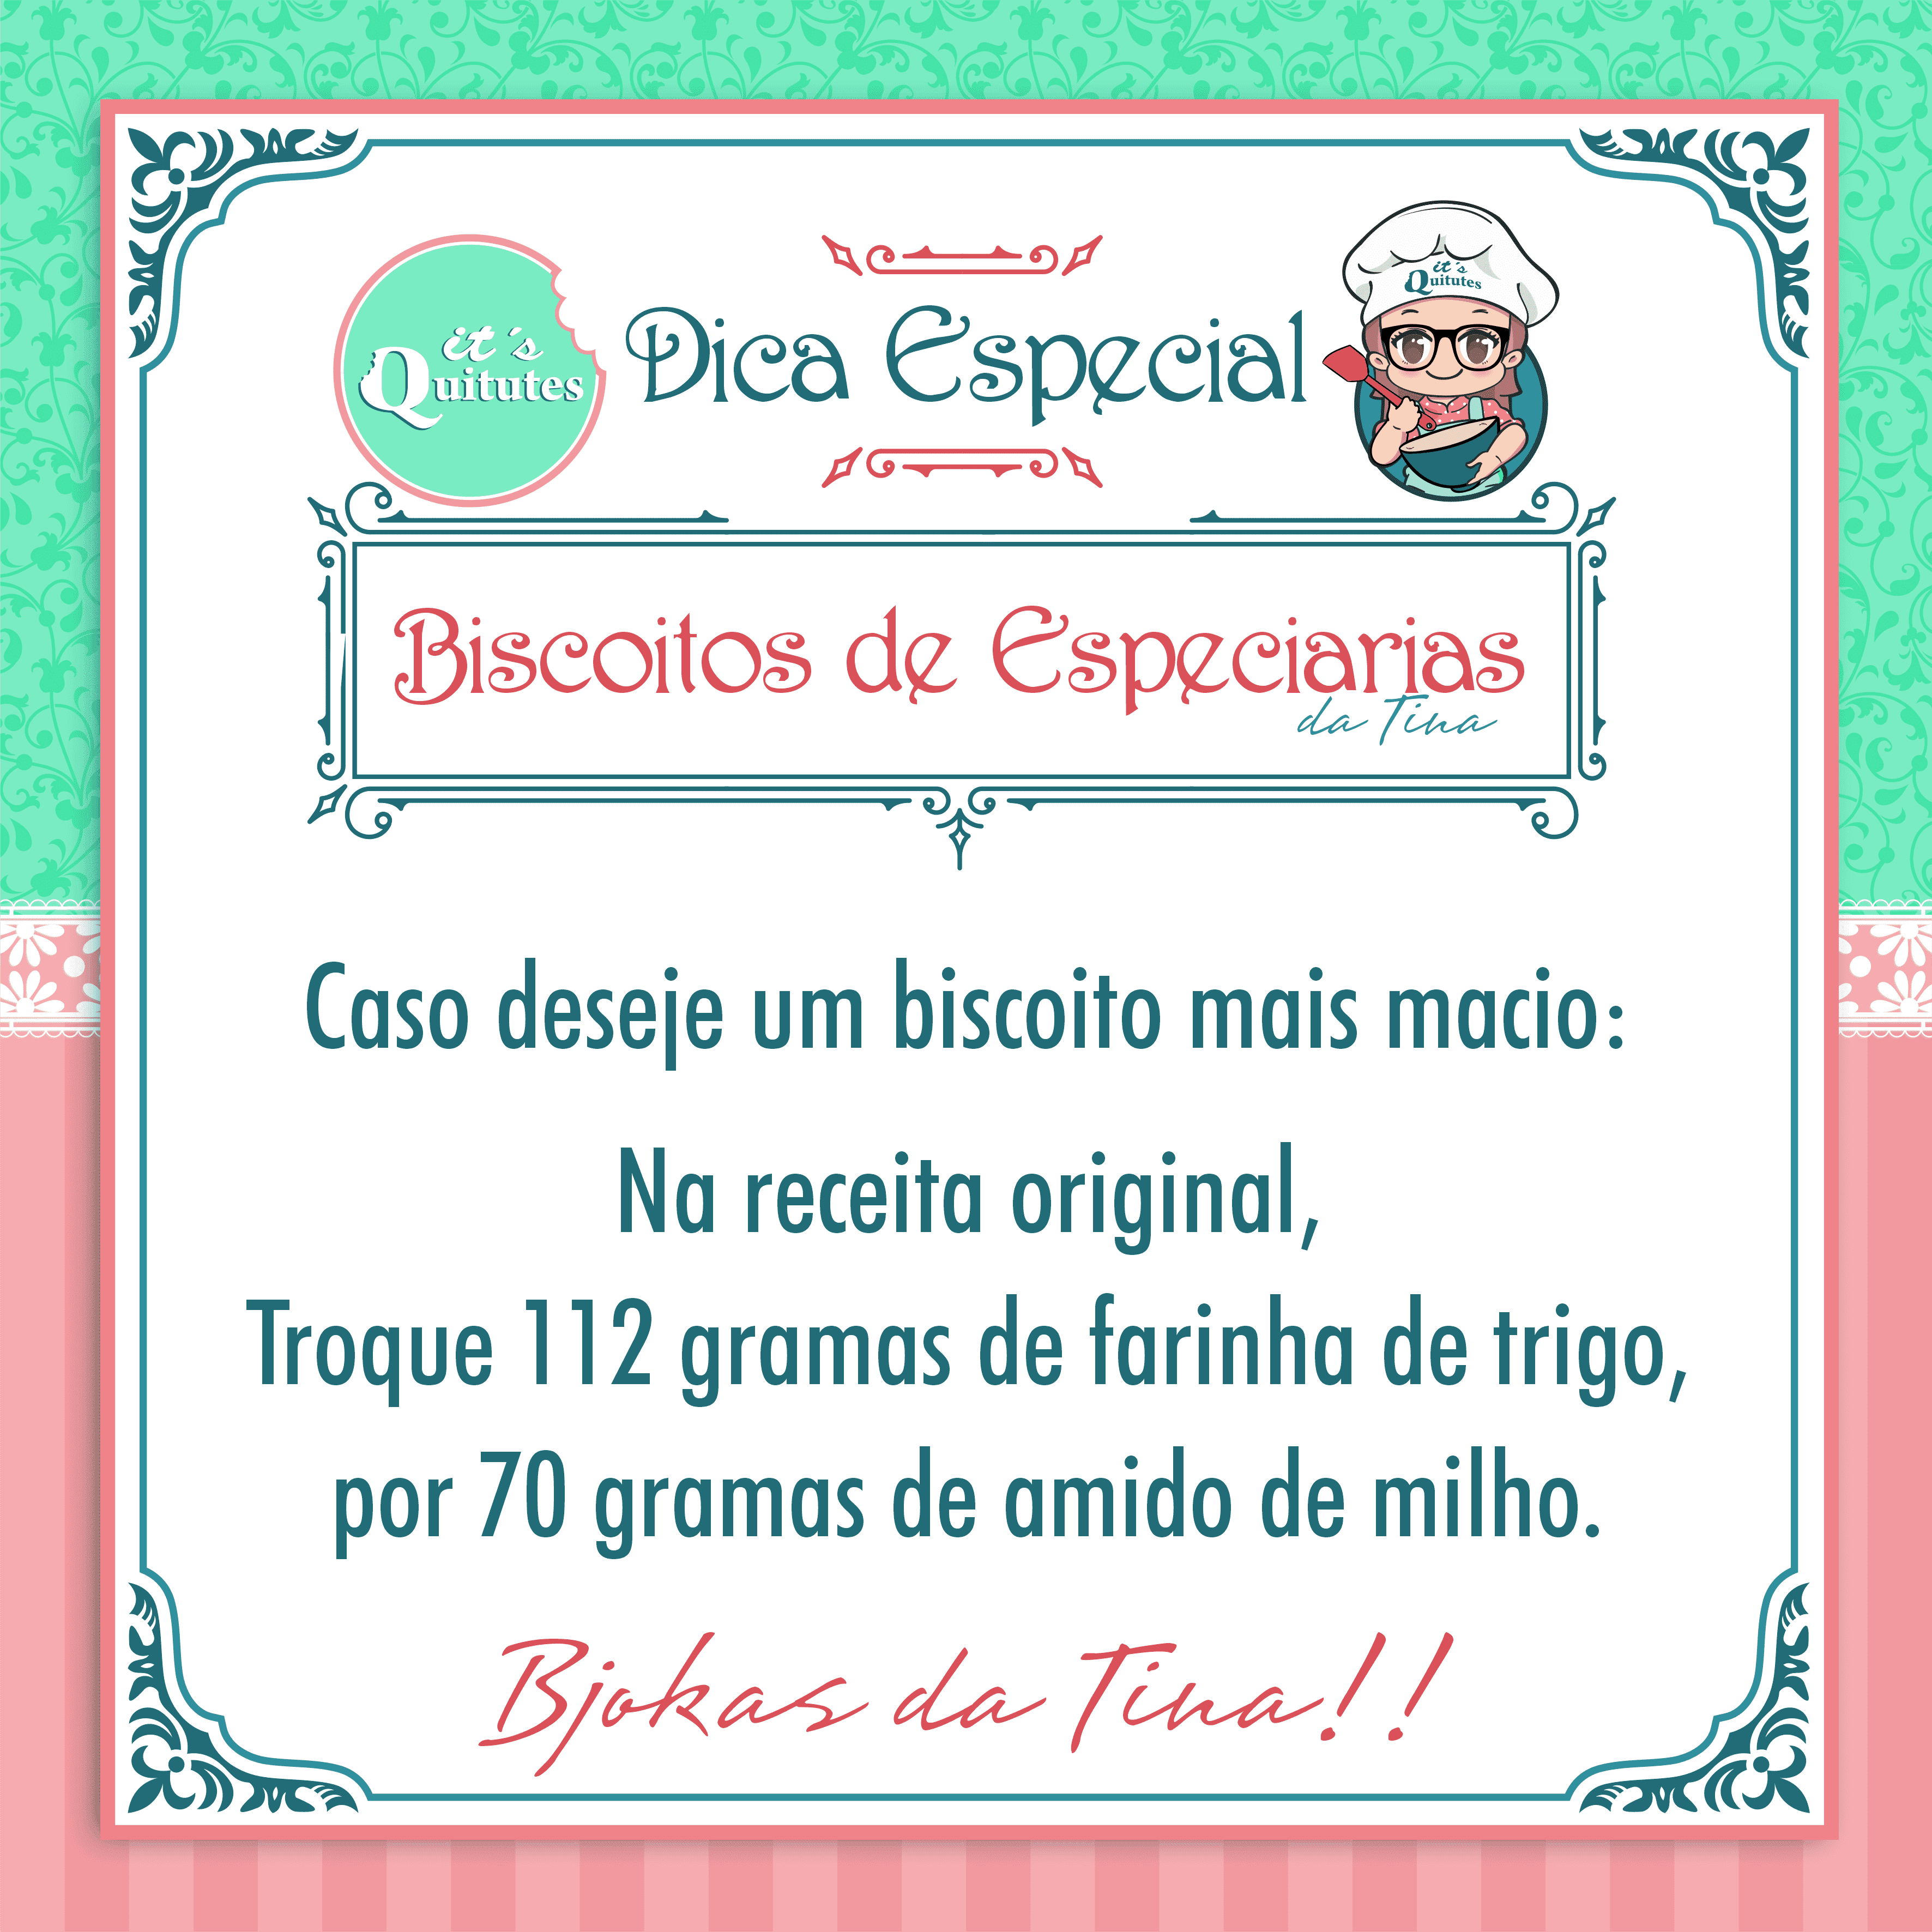 it's
Quitutes
Dica Especial
it's
Quitutes
Biscoitos de Especiarias
da Tina
Caso deseje um biscoito mais macio:
Na receita original,
Troque 112 gramas de farinha de trigo,
por 70 gramas de amido de milho.
Bjokas da Tina!!